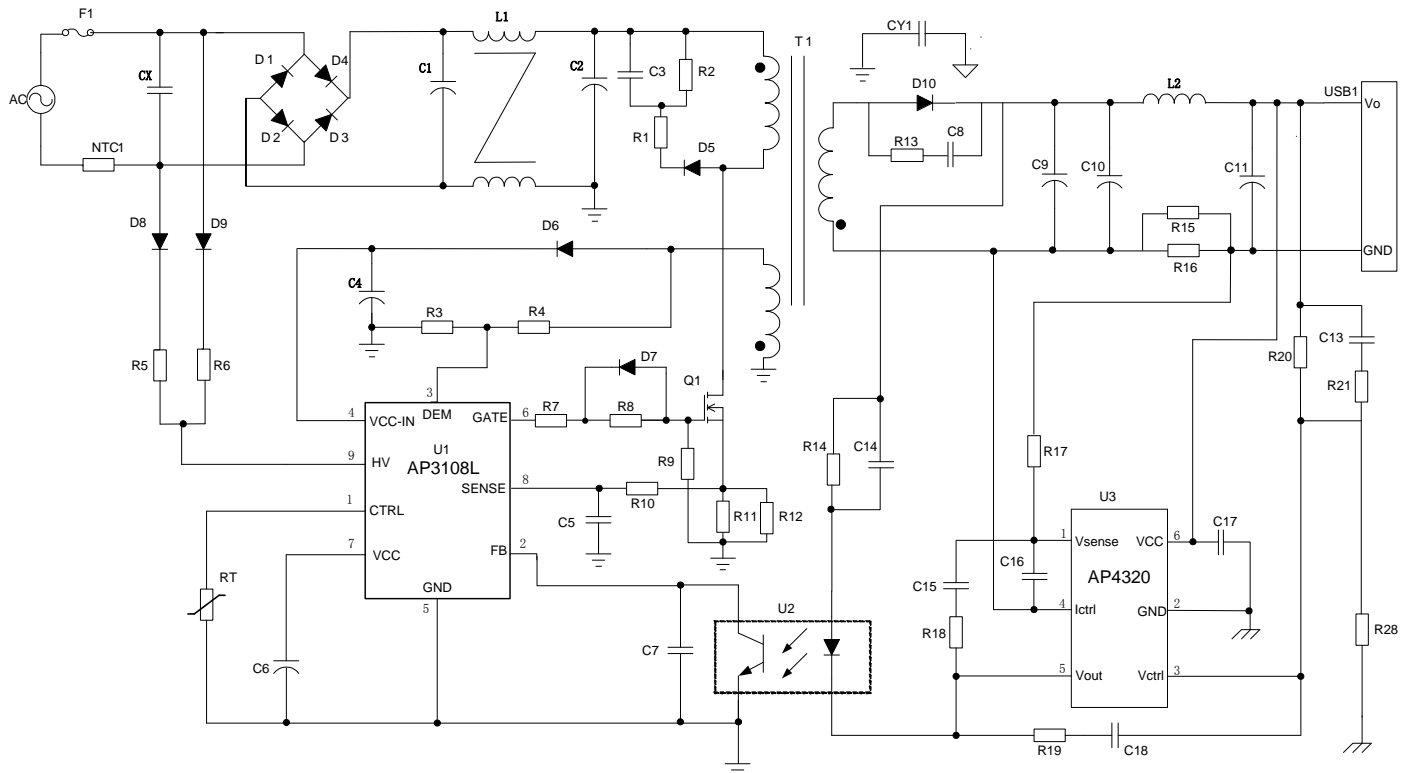 F1
L1
CY1
T1
D1
D4
CX
C1
C2
C3
R2
D10
L2
USB1
Vo
AC
D2
D3
R1
D5
R13
C8
NTC1
C9
C10
C11
D8
D9
D6
R15
R16
GND
C4
R3
R4
C13
R20
R5
R6
D7
Q1
R21
3
DEM
4
VCC-IN
GATE
6
R7
R8
U1
AP3108L
R14
C14
R17
9
HV
R9
SENSE
8
R10
R11
R12
U3
1
CTRL
C5
C17
7
VCC
FB
2
1
Vsense
VCC
6
C16
RT
AP4320
C15
GND
5
U2
4
Ictrl
GND
2
R18
R28
C6
C7
5
Vout
Vctrl
3
R19
C18